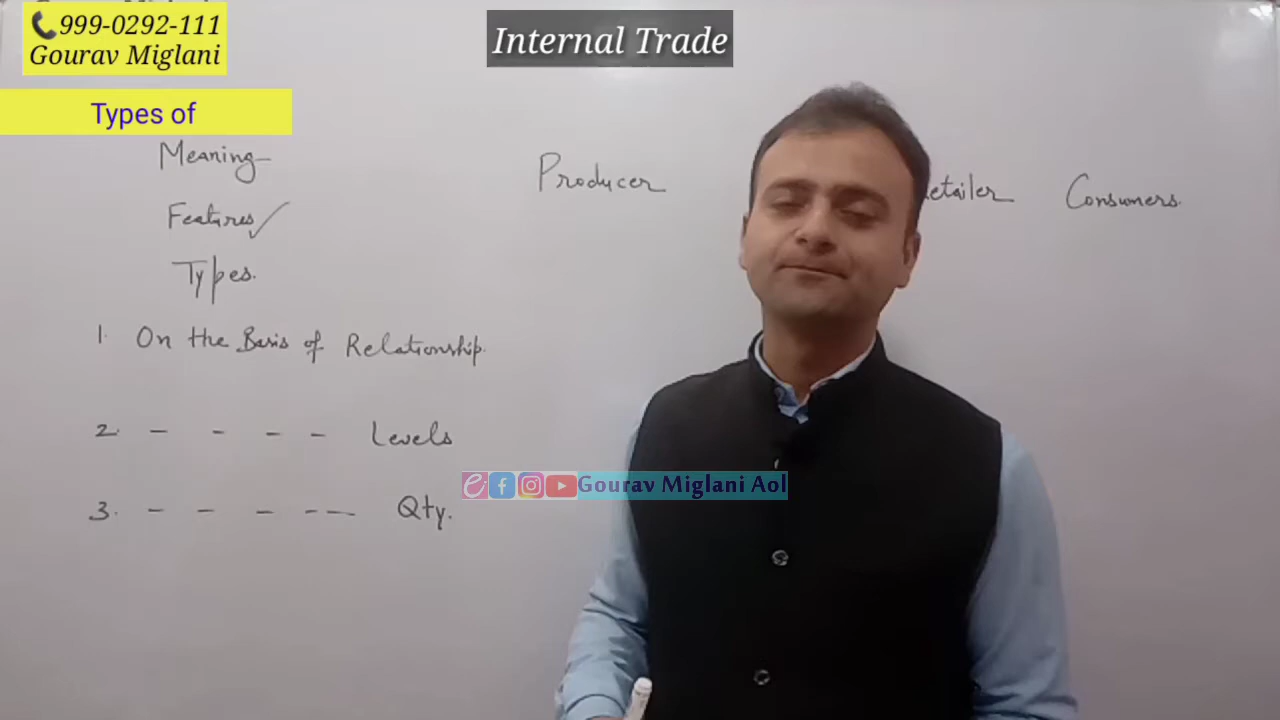 999-0292-111
Gourav Miglani
Internal Trade
Types of
Meaning
Features
Types.
Producer
Consumers.
1. On the Basis of Relationship.
2. - - - - Levels
3. - - - -- Qty.
Gourav Miglani Aol